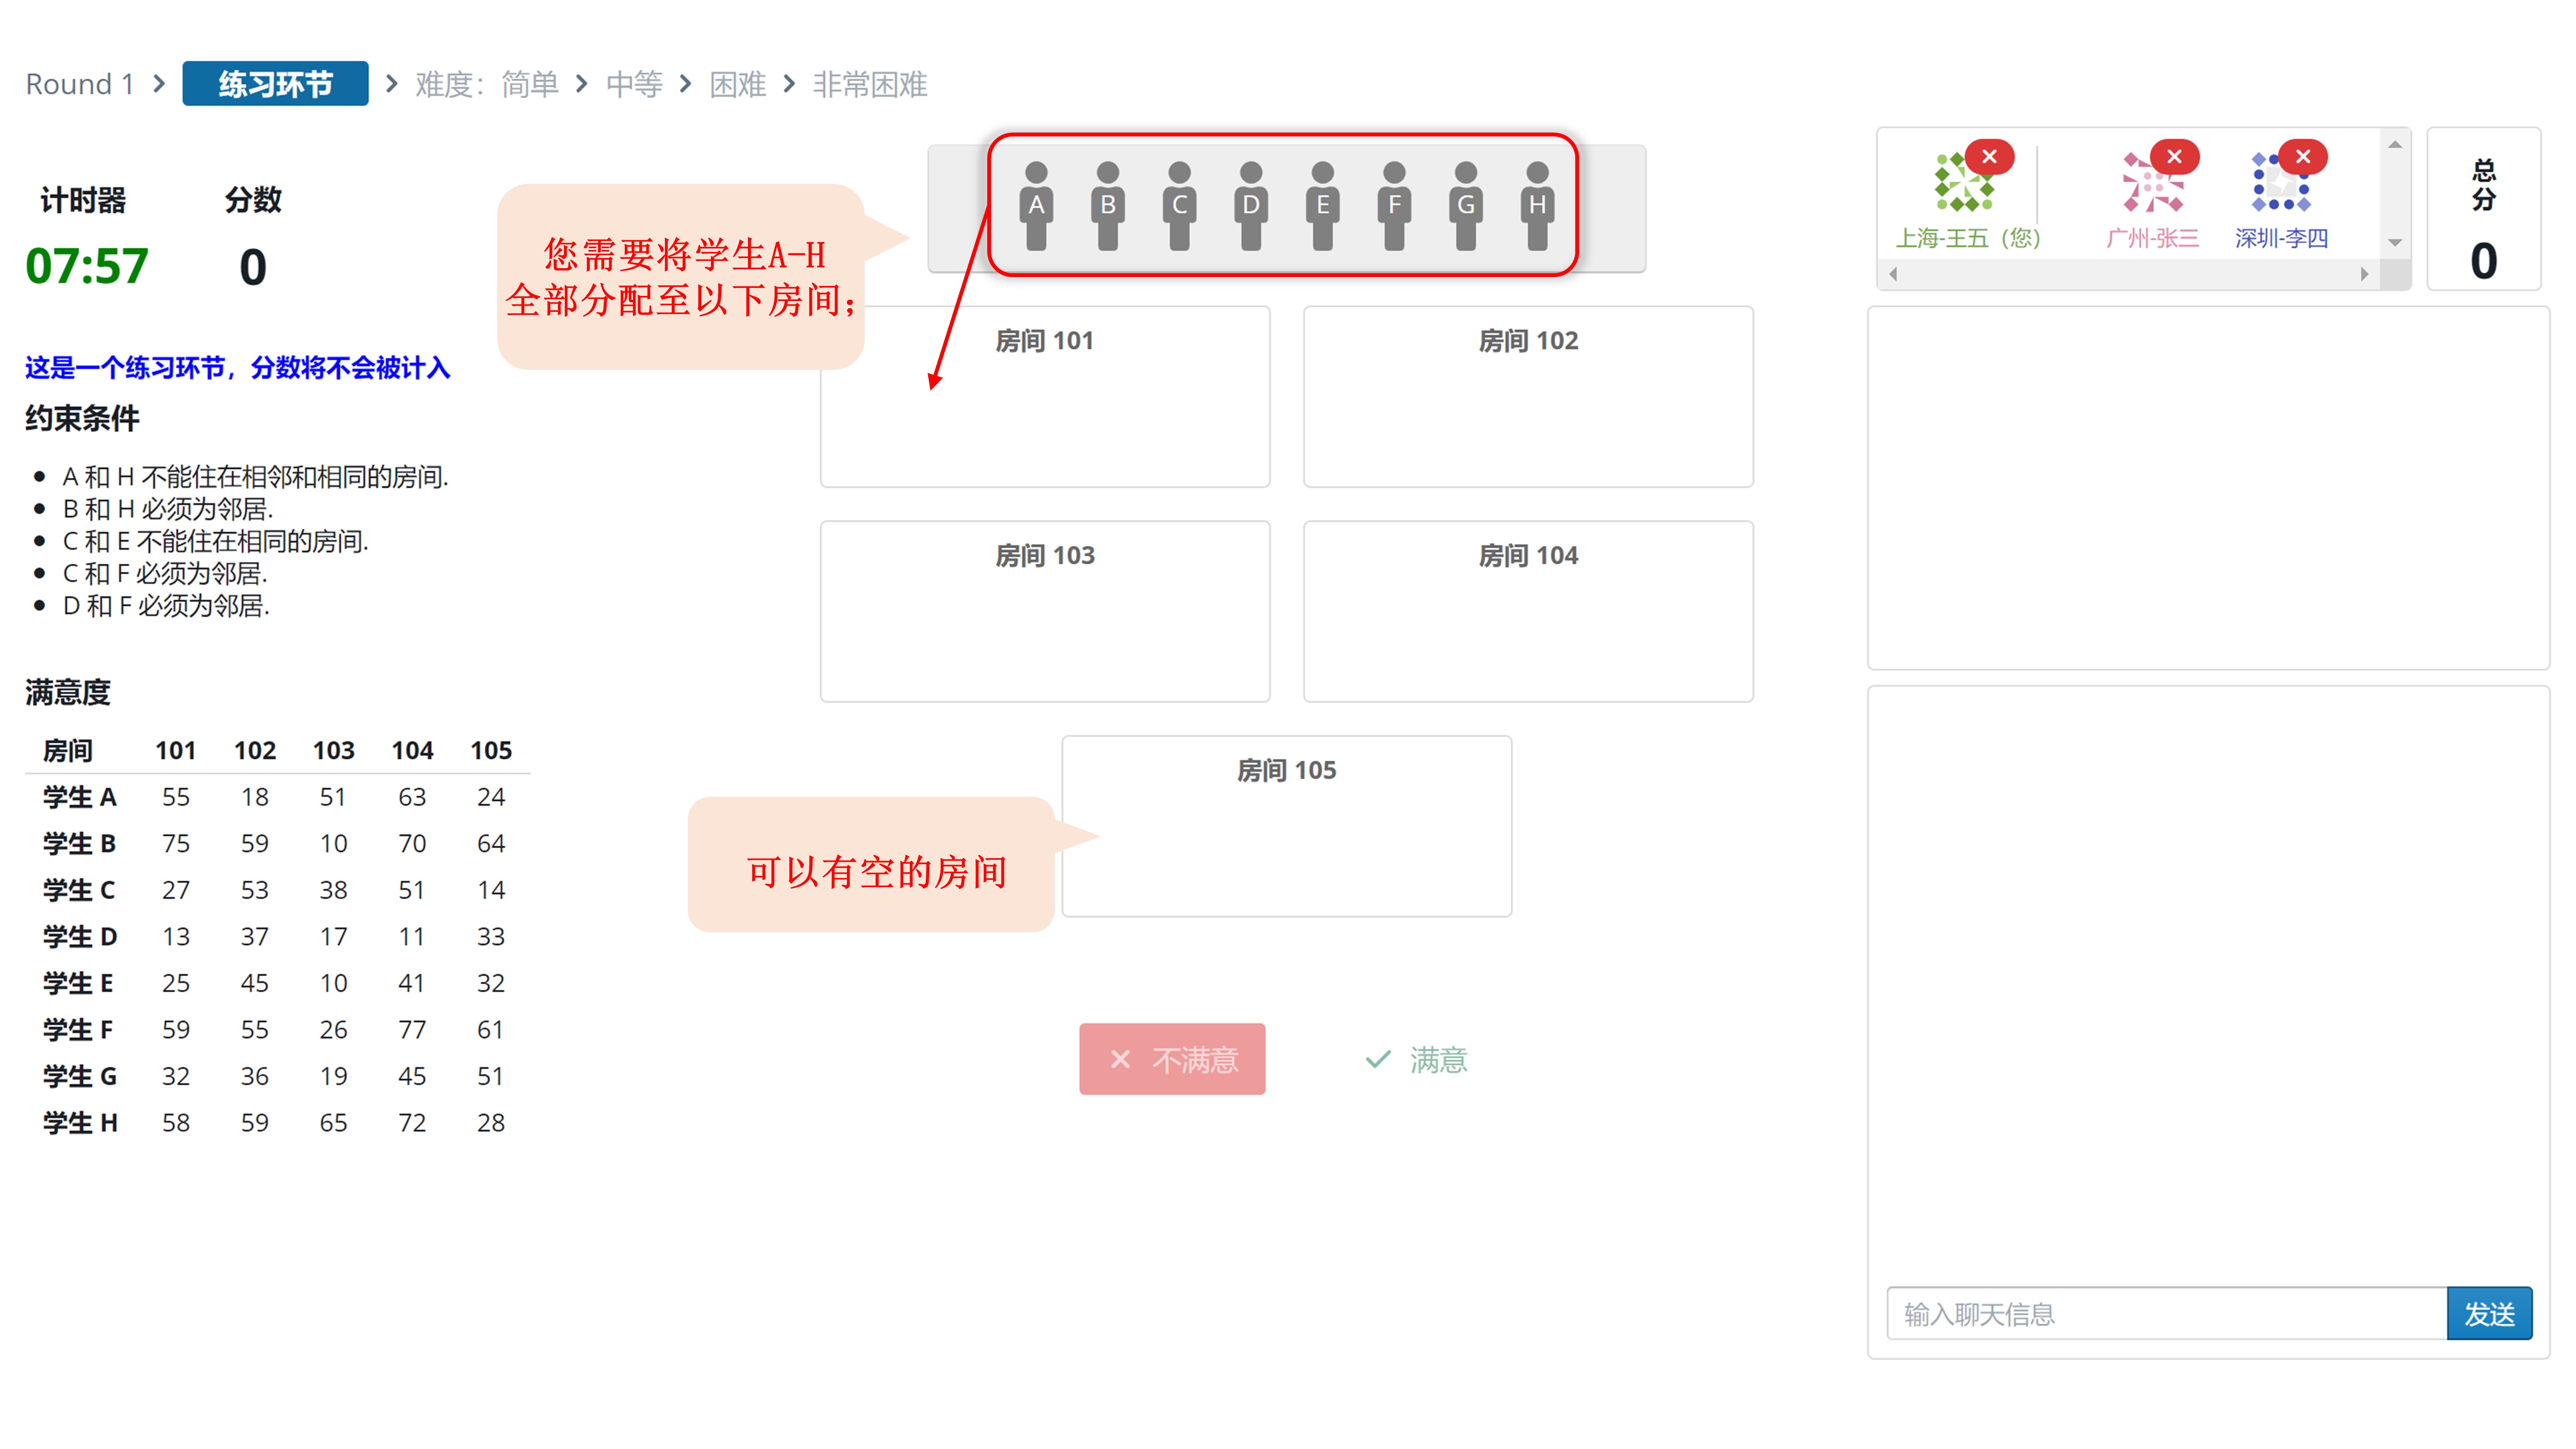 Round 1 > 练习环节 > 难度：简单 > 中等 > 困难 > 非常困难
计时器 分数
07:57 0
这是一个练习环节，分数将不会被计入
约束条件
A 和 H 不能住在相邻和相同的房间.
B 和 H 必须为邻居.
C 和 E 不能住在相同的房间.
C 和 F 必须为邻居.
D 和 F 必须为邻居.
满意度
房间 101 102 103 104 105
学生 A 55 18 51 63 24
学生 B 75 59 10 70 64
学生 C 27 53 38 51 14
学生 D 13 37 17 11 33
学生 E 25 45 10 41 32
学生 F 59 55 26 77 61
学生 G 32 36 19 45 51
学生 H 58 59 65 72 28
您需要将学生A-H
全部分配至以下房间；
A B C D E F G H
房间 101
房间 102
房间 103
房间 104
房间 105
可以有空的房间
不满意
满意
上海-王五（您） 广州-张三 深圳-李四
总
分
0
输入聊天信息
发送